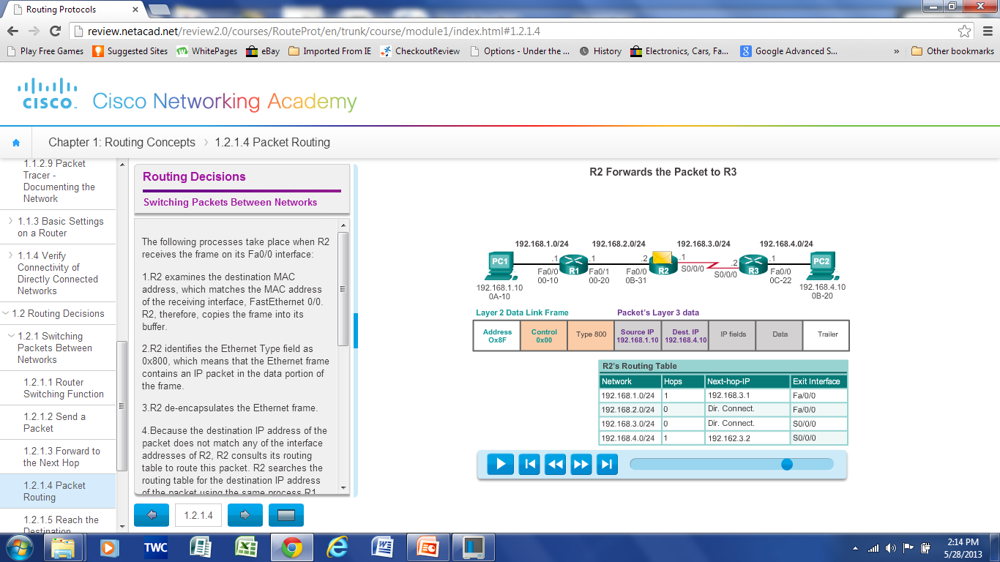 Routing Protocols
review.netacad.net/review2.0/courses/RouteProt/en/trunk/course/module1/index.html#1.2.1.4
Play Free Games Suggested Sites WhitePages eBay Imported From IE CheckoutReview Options - Under the ... History Electronics, Cars, Fa... Google Advanced S... » Other bookmarks
CISCO. Cisco Networking Academy
Chapter 1: Routing Concepts 1.2.1.4 Packet Routing
1.1.2.9 Packet
Tracer -
Documenting the
Network
1.1.3 Basic Settings
on a Router
1.1.4 Verify
Connectivity of
Directly Connected
Networks
1.2 Routing Decisions
1.2.1 Switching
Packets Between
Networks
1.2.1.1 Router
Switching Function
1.2.1.2 Send a
Packet
1.2.1.3 Forward to
the Next Hop
1.2.1.4 Packet
Routing
1.2.1.5 Reach the
Destination
Routing Decisions
Switching Packets Between Networks
The following processes take place when R2
receives the frame on its Fa0/0 interface:
1.R2 examines the destination MAC
address, which matches the MAC address
of the receiving interface, FastEthernet 0/0.
R2, therefore, copies the frame into its
buffer.
2.R2 identifies the Ethernet Type field as
0x800, which means that the Ethernet frame
contains an IP packet in the data portion of
the frame.
3.R2 de-encapsulates the Ethernet frame.
4.Because the destination IP address of the
packet does not match any of the interface
addresses of R2, R2 consults its routing
table to route this packet. R2 searches the
routing table for the destination IP address
of the packet using the same process R1
1.2.1.4
R2 Forwards the Packet to R3
192.168.1.0/24 192.168.2.0/24 192.168.3.0/24 192.168.4.0/24
PC1 .1 R1 .1 .2 R2 .1 .2 R3 .1 PC2
Fa0/0 Fa0/1 Fa0/0 S0/0/0 S0/0/0 Fa0/0
00-10 00-20 0B-31 0C-22
192.168.1.10 192.168.4.10
0A-10 0B-20
Layer 2 Data Link Frame Packet's Layer 3 data
Address Control Type 800 Source IP Dest. IP IP fields Data Trailer
Ox8F 0x00 192.168.1.10 192.168.4.10
R2's Routing Table
Network Hops Next-hop-IP Exit Interface
192.168.1.0/24 1 192.168.3.1 Fa/0/0
192.168.2.0/24 0 Dir. Connect. Fa/0/0
192.168.3.0/24 0 Dir. Connect. S0/0/0
192.168.4.0/24 1 192.162.3.2 S0/0/0
TWC
2:14 PM
5/28/2013